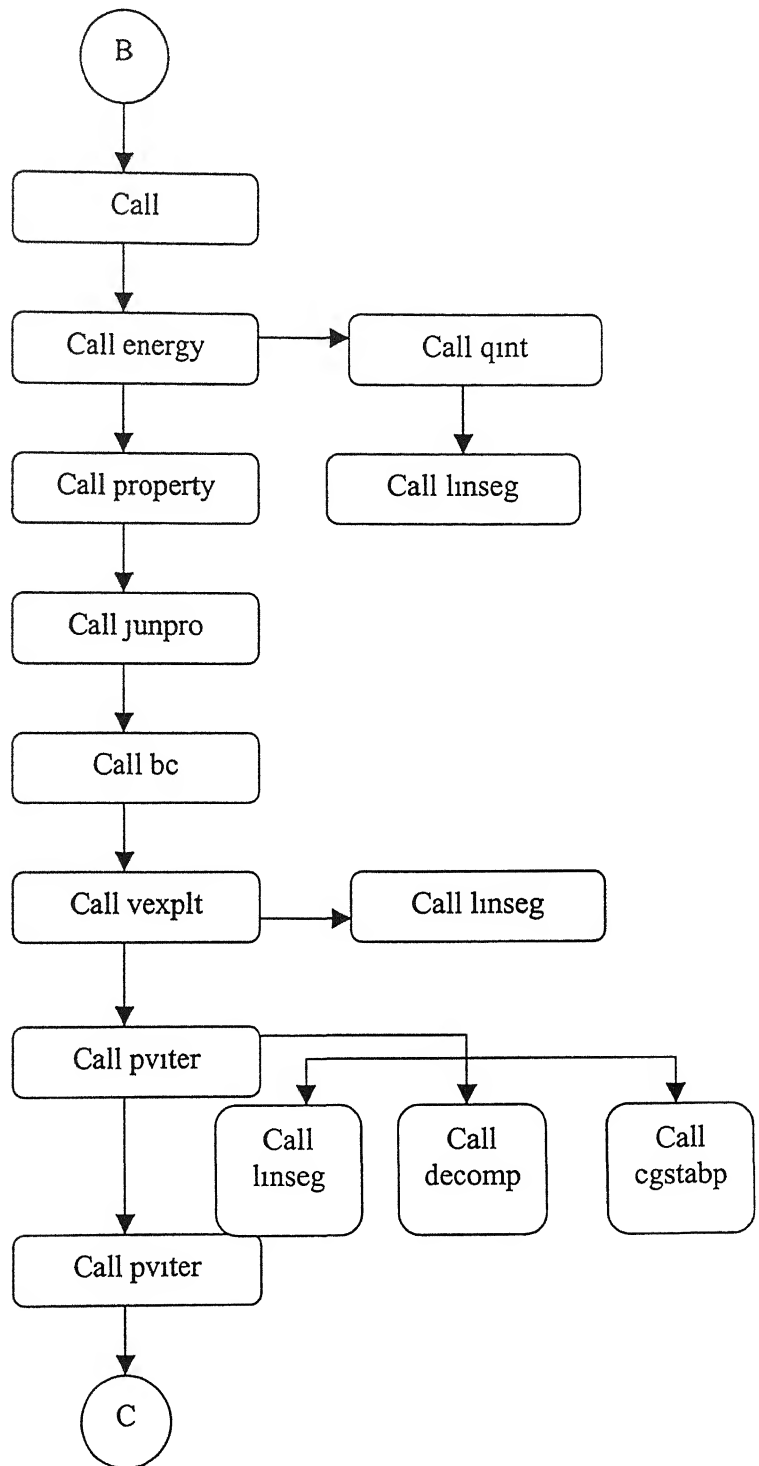 B
Call
Call energy
Call qint
Call property
Call linseg
Call junpro
Call bc
Call vexplt
Call linseg
Call pviter
Call
linseg
Call
decomp
Call
cgstabp
Call pviter
C